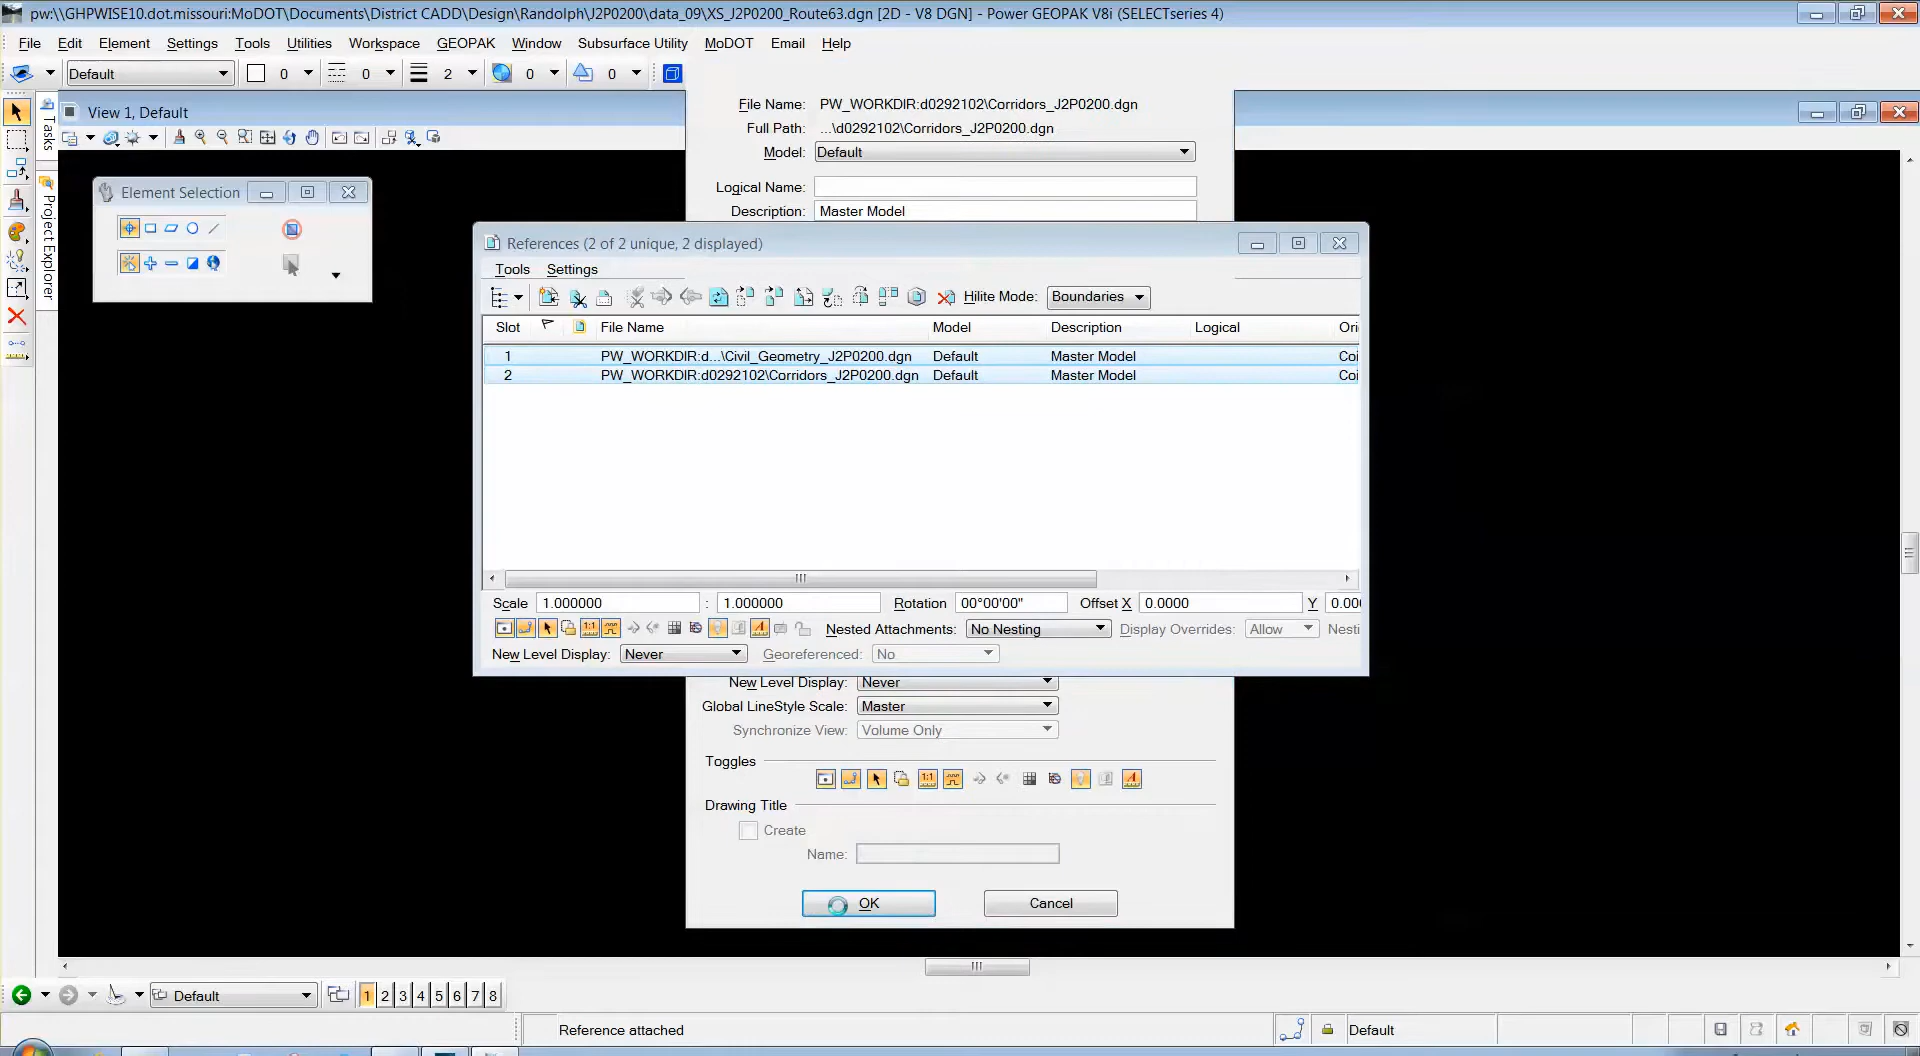 pw:\\GHPWISE10.dot.missouri:MoDOT\Documents\District CADD\Design\Randolph\J2P0200\data_09\XS_J2P0200_Route63.dgn [2D - V8 DGN] - Power GEOPAK V8i (SELECTseries 4)
File Edit Element Settings Tools Utilities Workspace GEOPAK Window Subsurface Utility MoDOT Email Help
Default 0 0 2 0 0
View 1, Default
Tasks
Project Explorer
Element Selection
File Name: PW_WORKDIR:d0292102\Corridors_J2P0200.dgn
Full Path: ...\d0292102\Corridors_J2P0200.dgn
Model: Default
Logical Name:
Description: Master Model
References (2 of 2 unique, 2 displayed)
Tools Settings
Hilite Mode: Boundaries
Slot File Name Model Description Logical Ori
1 PW_WORKDIR:d...\Civil_Geometry_J2P0200.dgn Default Master Model Coi
2 PW_WORKDIR:d0292102\Corridors_J2P0200.dgn Default Master Model Coi
Scale 1.000000 : 1.000000 Rotation 00°00'00" Offset X 0.0000 Y 0.00
1:1 Nested Attachments: No Nesting Display Overrides: Allow Nesti
New Level Display: Never Georeferenced: No
New Level Display: Never
Global LineStyle Scale: Master
Synchronize View: Volume Only
Toggles
1:1
Drawing Title
Create
Name:
OK Cancel
Default 1 2 3 4 5 6 7 8
Reference attached Default